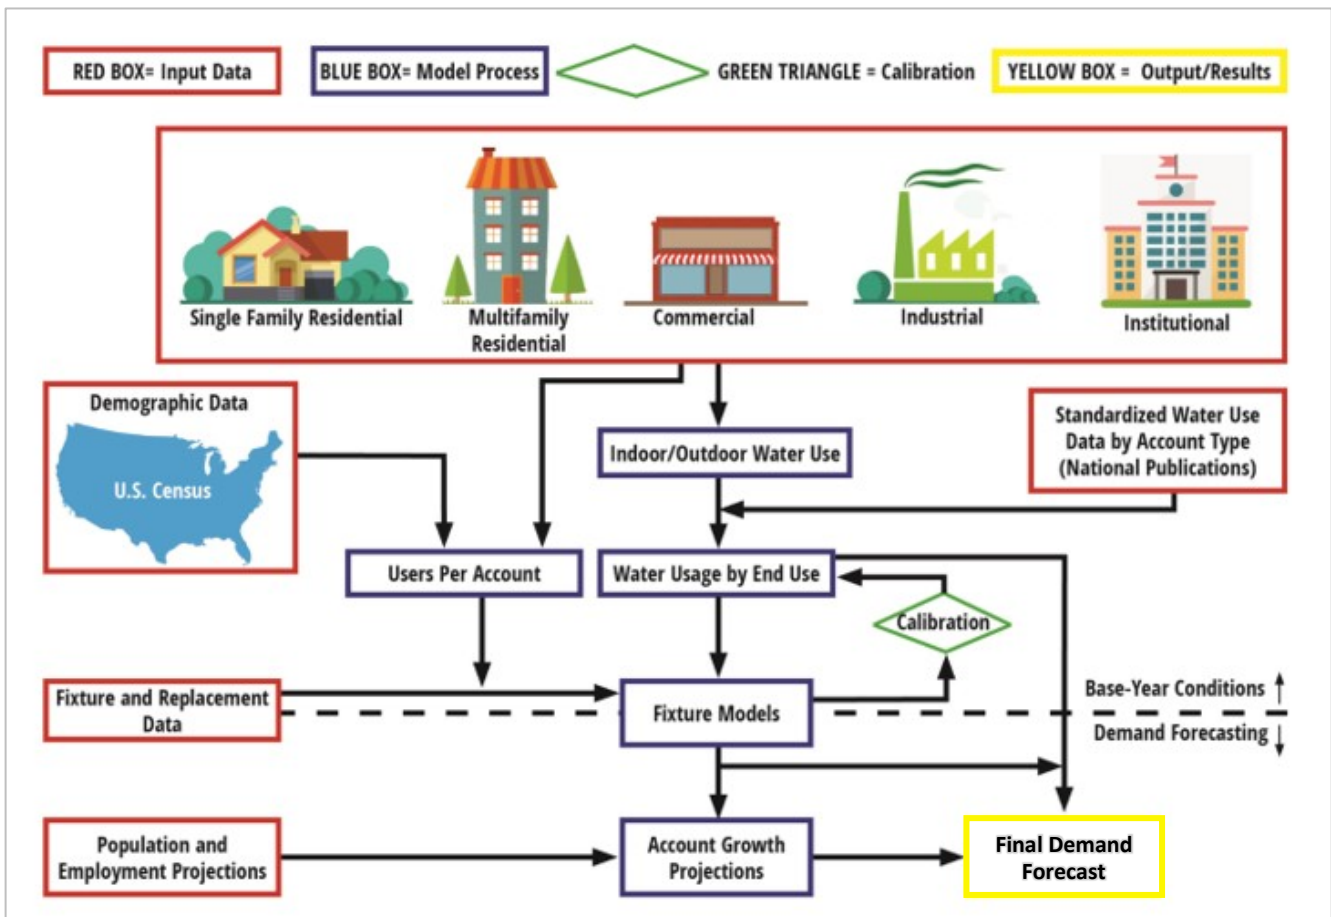 RED BOX= Input Data
BLUE BOX= Model Process
GREEN TRIANGLE = Calibration
YELLOW BOX = Output/Results
Single Family Residential
Multifamily
Residential
Commercial
Industrial
Institutional
Demographic Data
U.S. Census
Indoor/Outdoor Water Use
Standardized Water Use
Data by Account Type
(National Publications)
Users Per Account
Water Usage by End Use
Calibration
Fixture and Replacement
Data
Fixture Models
Base-Year Conditions
Demand Forecasting
Population and
Employment Projections
Account Growth
Projections
Final Demand
Forecast